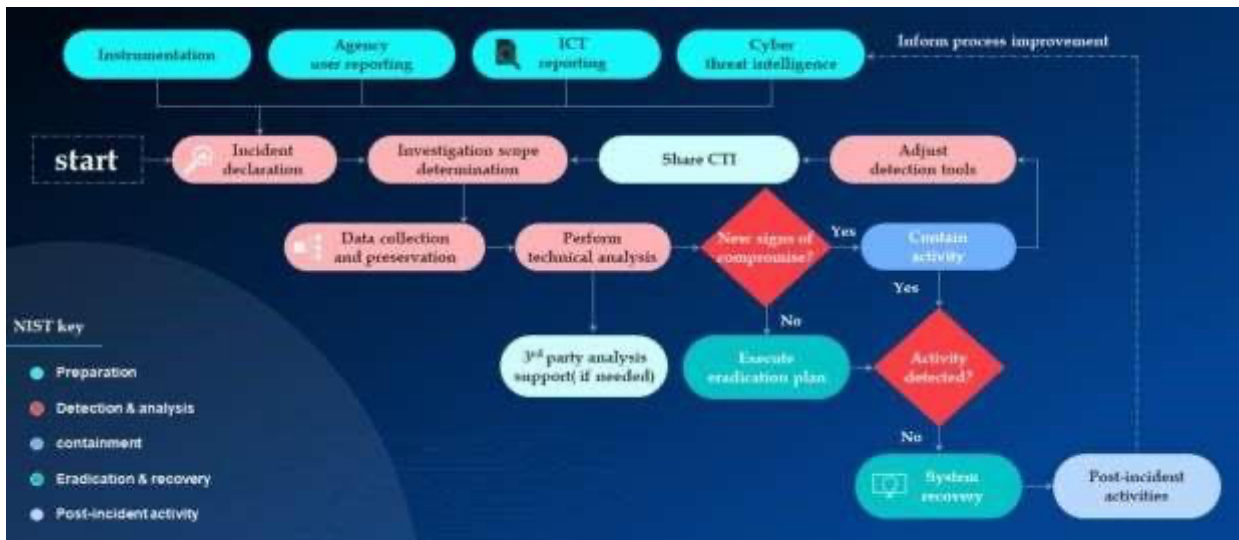 Instrumentation
Agency
user reporting
ICT
reporting
Cyber
threat intelligence
Inform process improvement
start
Incident
declaration
Investigation scope
determination
Share CTI
Adjust
detection tools
Data collection
and preservation
Perform
technical analysis
New signs of
compromise?
Yes
Contain
activity
Yes
No
NIST key
Preparation
Detection & analysis
containment
Eradication & recovery
Post-incident activity
3rd party analysis
support( if needed)
Execute
eradication plan
Activity
detected?
No
System
recovery
Post-incident
activities